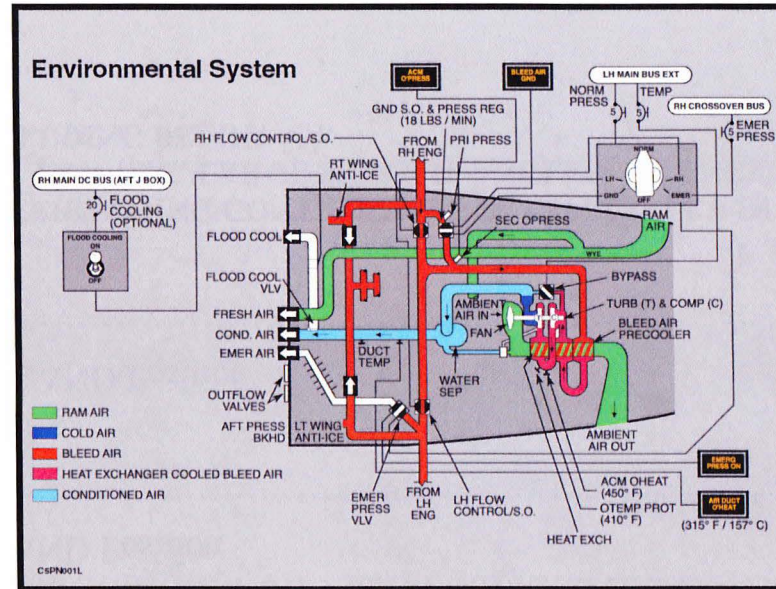 Environmental System
ACM
O'PRESS
BLEED AIR
GND
LH MAIN BUS EXT
NORM
PRESS
TEMP
5
5
RH CROSSOVER BUS
5
EMER
PRESS
GND S.O. & PRESS REG
(18 LBS / MIN)
RH FLOW CONTROL/S.O.
FROM
RH ENG
PRI PRESS
RT WING
ANTI-ICE
NORM
LH
RH
GND
OFF
EMER
RH MAIN DC BUS (AFT J BOX)
20
FLOOD
COOLING
(OPTIONAL)
FLOOD COOLING
ON
OFF
SEC OPRESS
RAM
AIR
WYE
FLOOD COOL
FLOOD COOL
VLV
BYPASS
AMBIENT
AIR IN
TURB (T) & COMP (C)
FRESH AIR
FAN
T
C
BLEED AIR
PRECOOLER
COND. AIR
EMER AIR
DUCT
TEMP
WATER
SEP
OUTFLOW
VALVES
AFT PRESS
BKHD
LT WING
ANTI-ICE
AMBIENT
AIR OUT
RAM AIR
COLD AIR
BLEED AIR
HEAT EXCHANGER COOLED BLEED AIR
CONDITIONED AIR
EMER
PRESS
VLV
FROM
LH
ENG
LH FLOW
CONTROL/S.O.
EMERG
PRESS ON
ACM OHEAT
(450° F)
OTEMP PROT
(410° F)
HEAT EXCH
AIR DUCT
O'HEAT
(315° F / 157° C)
C5PN001L